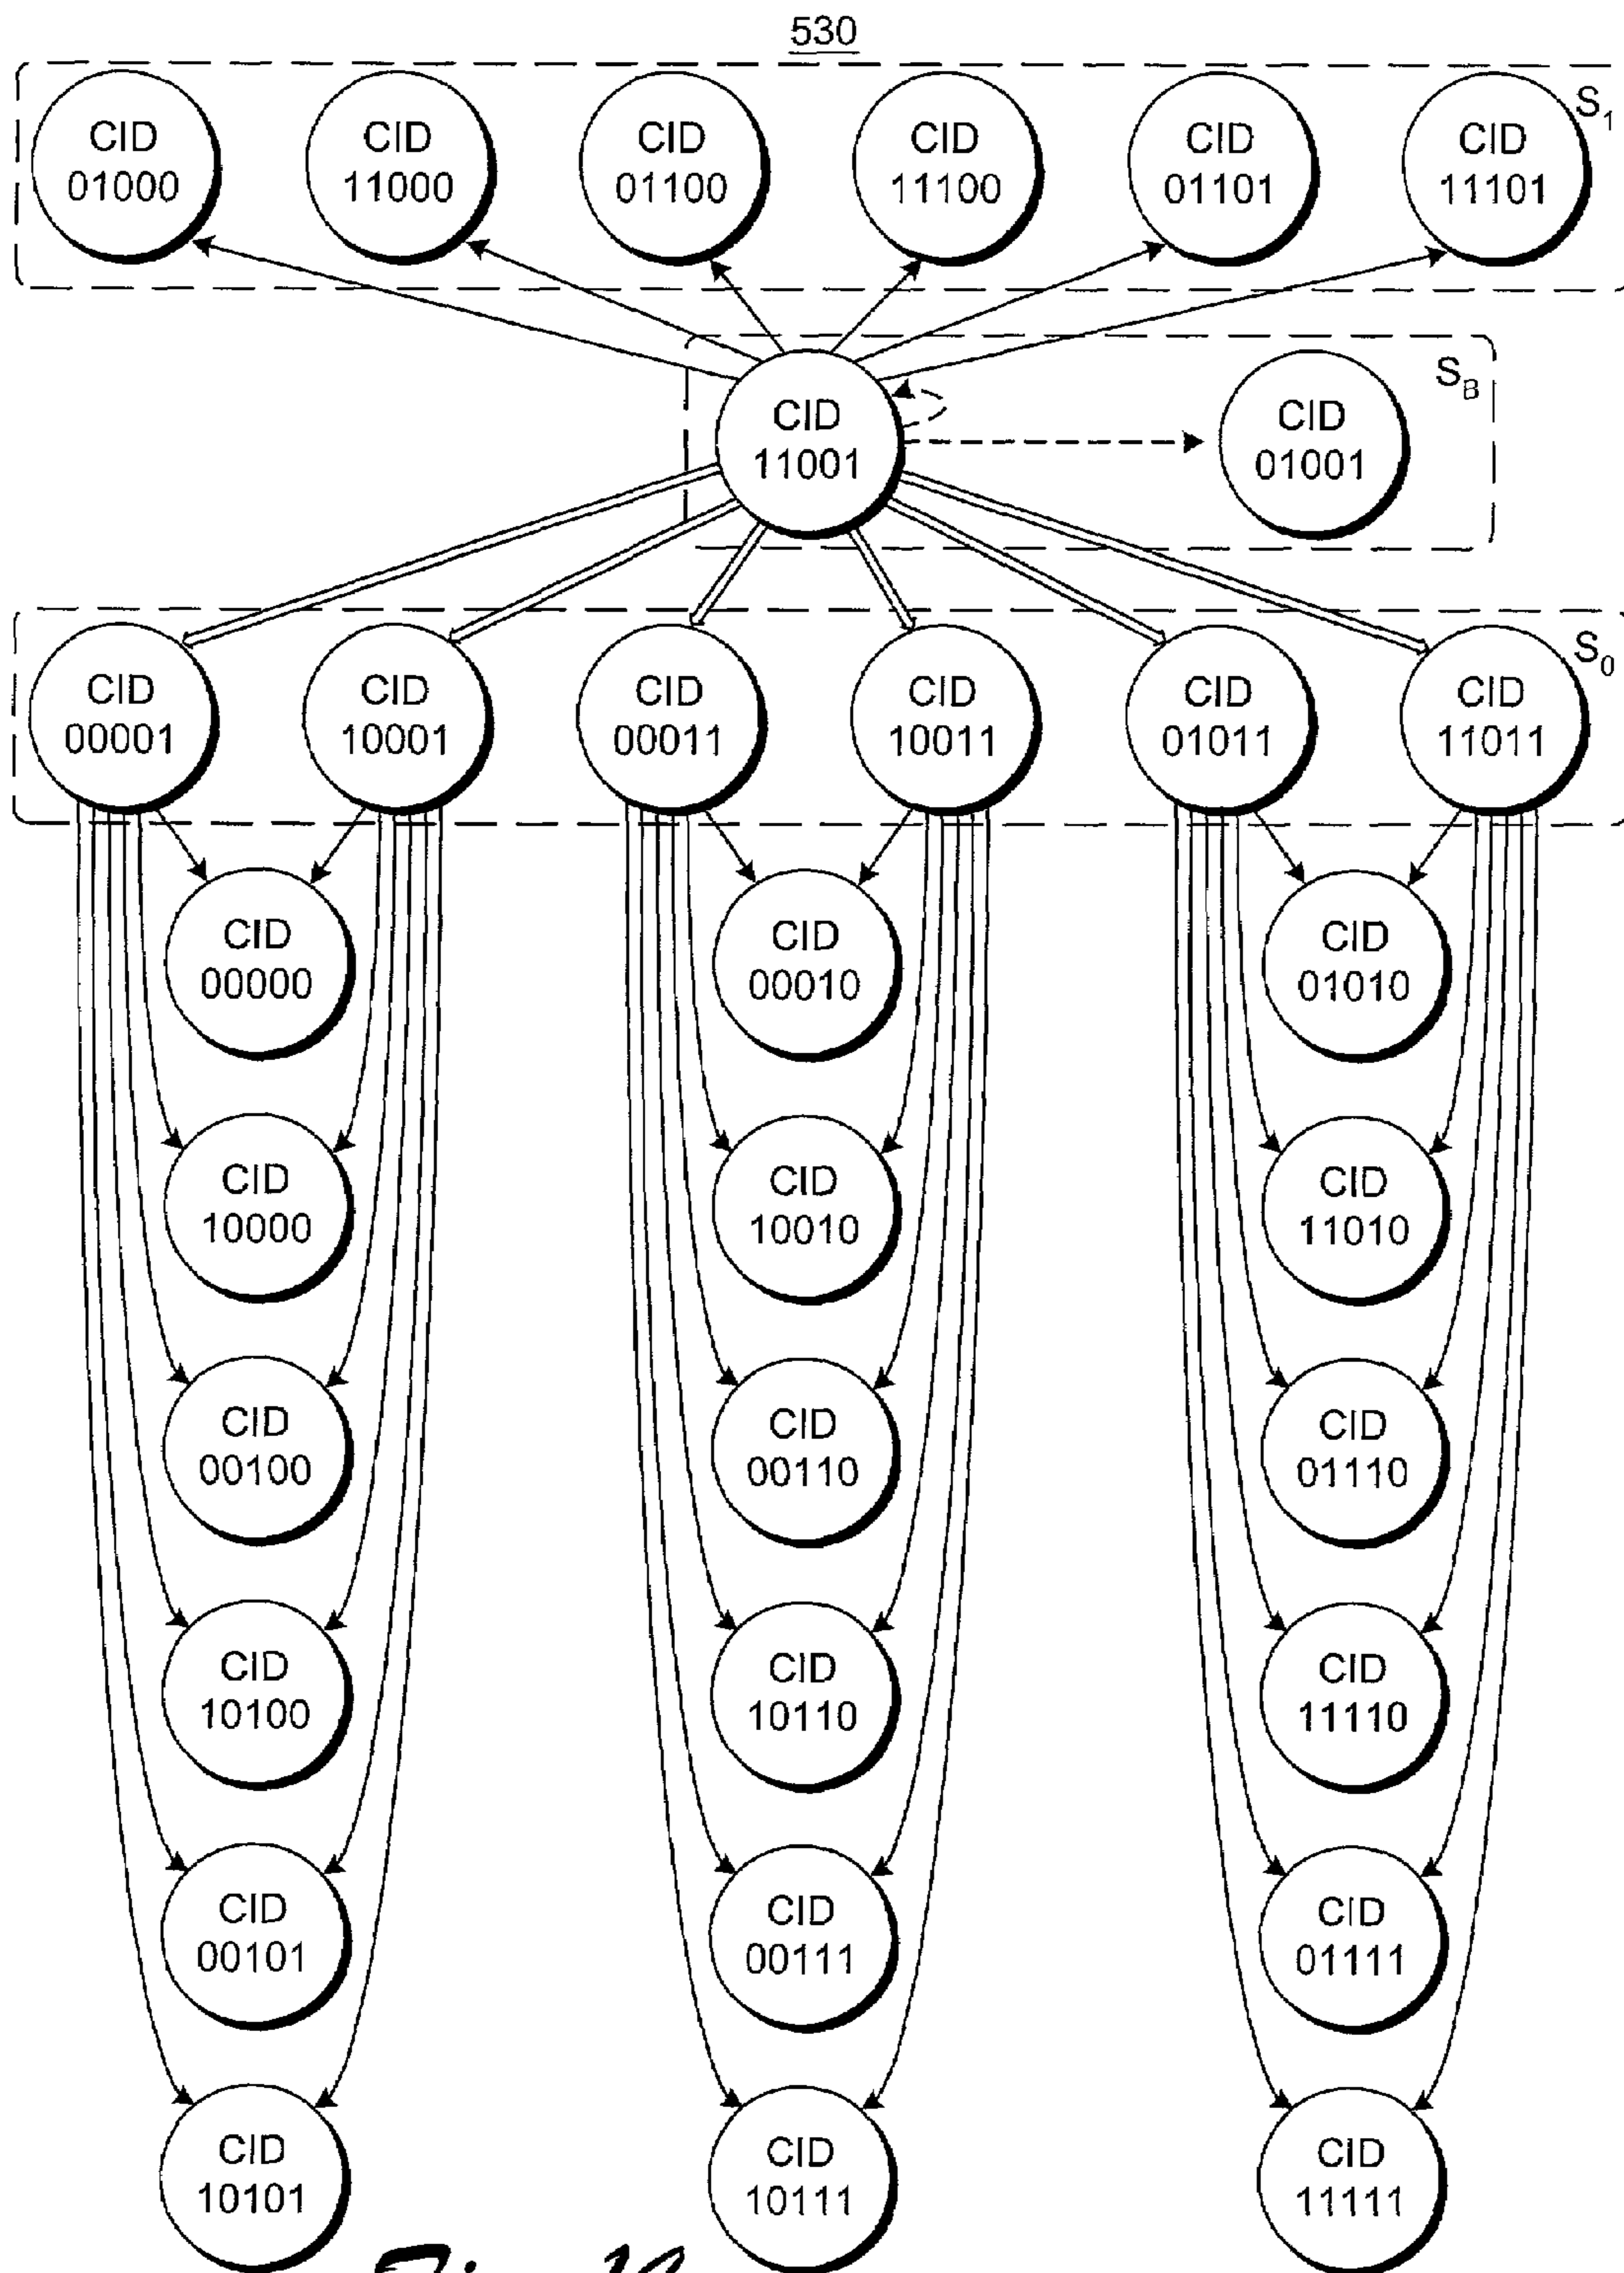 530
S1
CID
01000
CID
11000
CID
01100
CID
11100
CID
01101
CID
11101
SB
CID
11001
CID
01001
S0
CID
00001
CID
10001
CID
00011
CID
10011
CID
01011
CID
11011
CID
00000
CID
00010
CID
01010
CID
10000
CID
10010
CID
11010
CID
00100
CID
00110
CID
01110
CID
10100
CID
10110
CID
11110
CID
00101
CID
00111
CID
01111
CID
10101
CID
10111
CID
11111